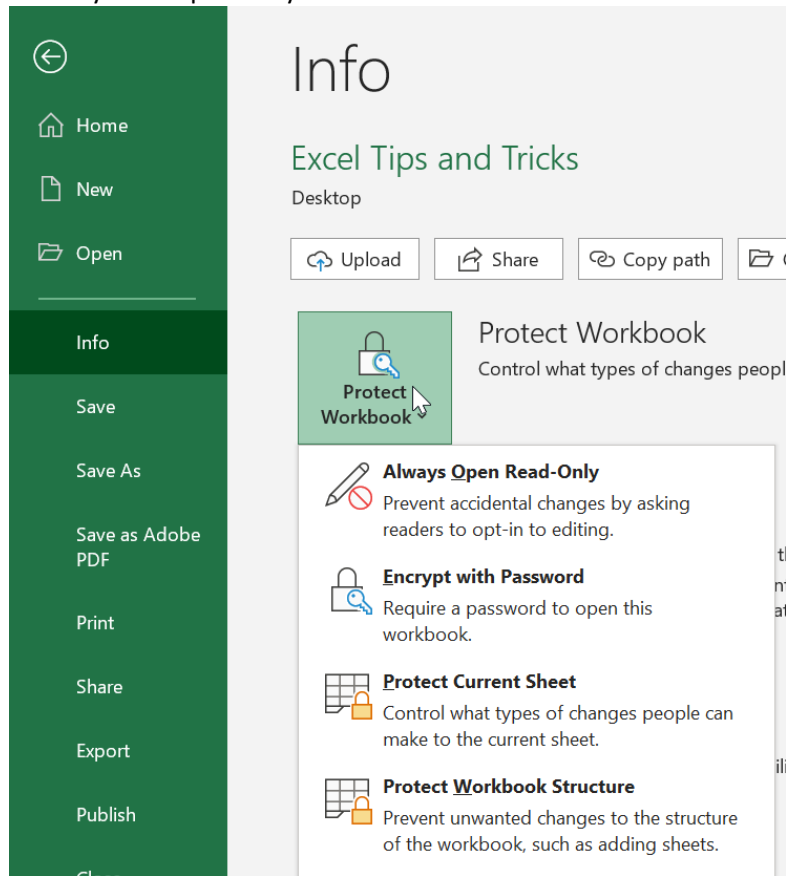 Info
Home
Excel Tips and Tricks
New
Desktop
Open
Upload
Share
Copy path
Info
Protect Workbook
Control what types of changes
Protect
Workbook
Save
Save As
Always Open Read-Only
Prevent accidental changes by asking
readers to opt-in to editing.
Save as Adobe
PDF
Encrypt with Password
Require a password to open this
workbook.
Print
Share
Protect Current Sheet
Control what types of changes people can
make to the current sheet.
Export
Protect Workbook Structure
Prevent unwanted changes to the structure
of the workbook, such as adding sheets.
Publish